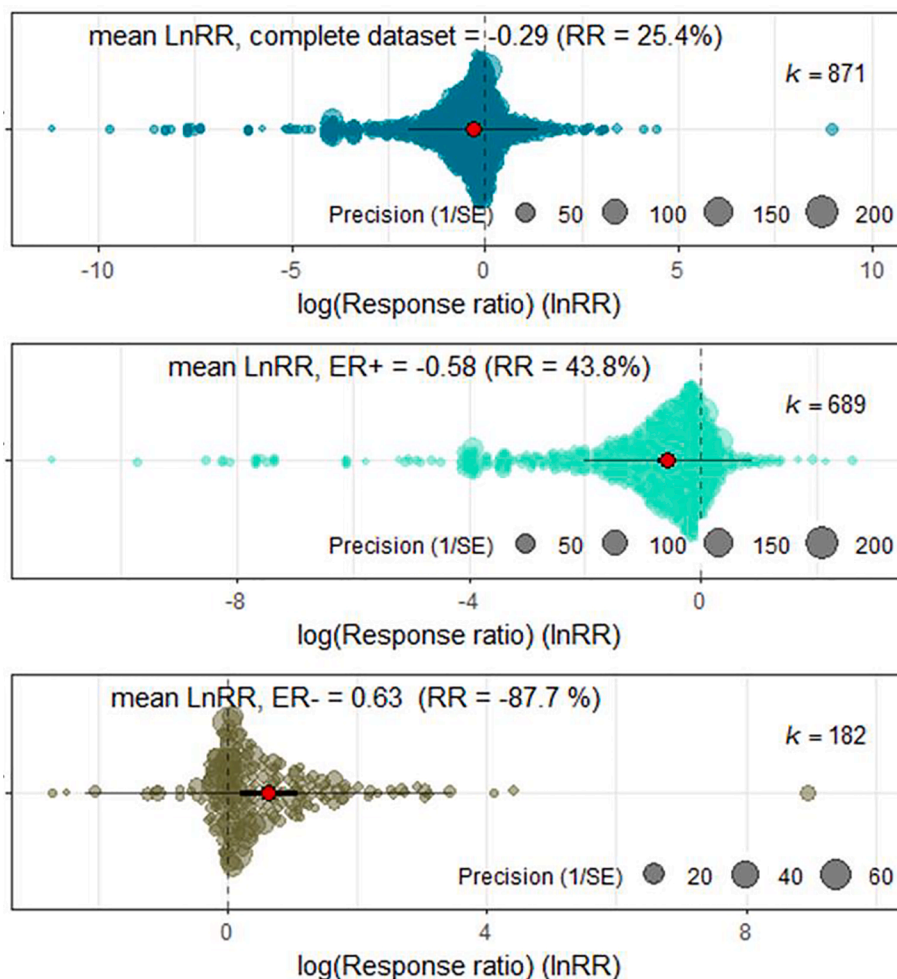 mean LnRR, complete dataset = -0.29 (RR = 25.4%)
k = 871
Precision (1/SE) 50 100 150 200
-10 -5 0 5 10
log(Response ratio) (lnRR)
mean LnRR, ER+ = -0.58 (RR = 43.8%)
k = 689
Precision (1/SE) 50 100 150 200
-8 -4 0
log(Response ratio) (lnRR)
mean LnRR, ER- = 0.63 (RR = -87.7 %)
k = 182
Precision (1/SE) 20 40 60
0 4 8
log(Response ratio) (lnRR)